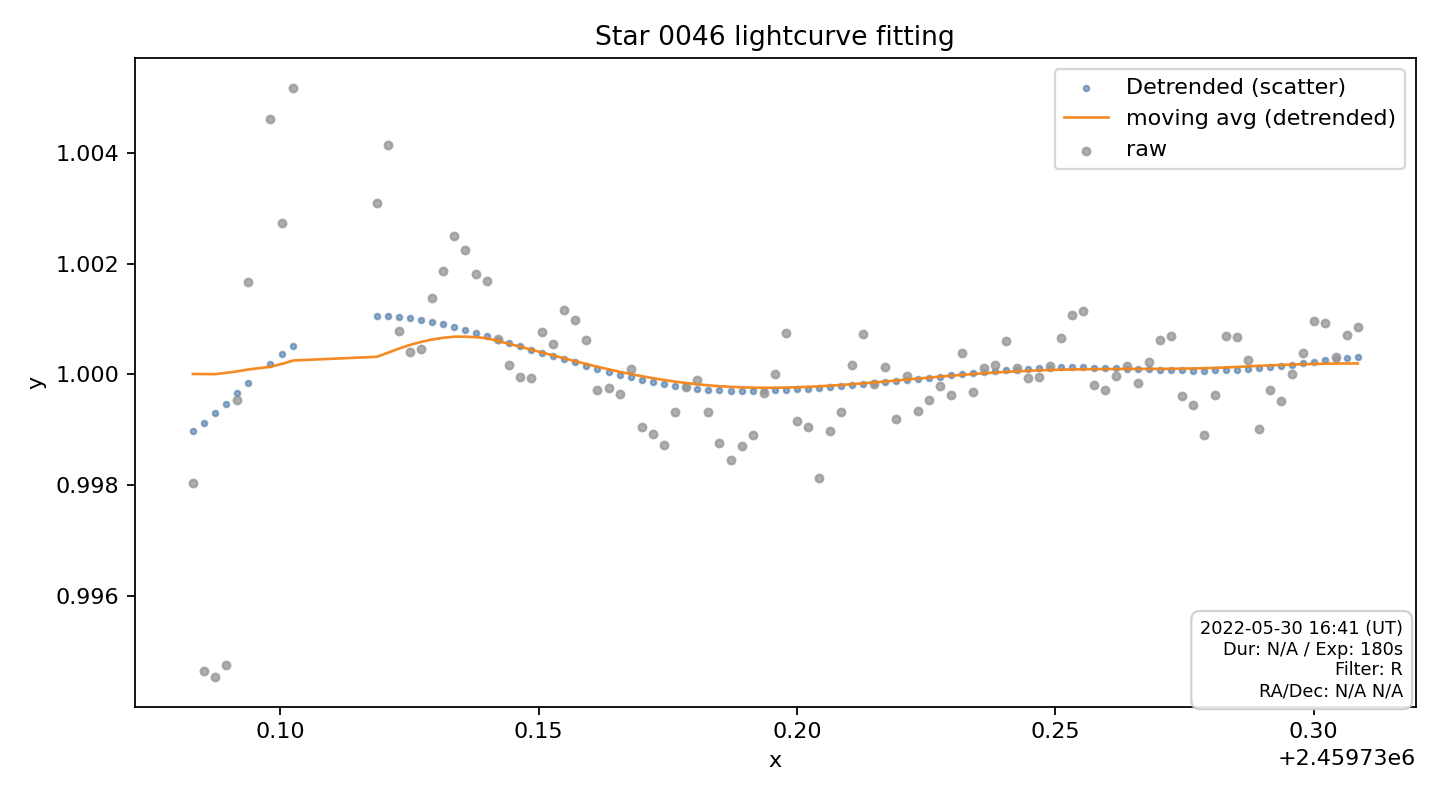 Star 0046 lightcurve fitting
Detrended (scatter)
moving avg (detrended)
raw
1.004
1.002
1.000
0.998
0.996
y
2022-05-30 16:41 (UT)
Dur: N/A / Exp: 180s
Filter: R
RA/Dec: N/A N/A
0.10 0.15 0.20 0.25 0.30
x
+2.45973e6